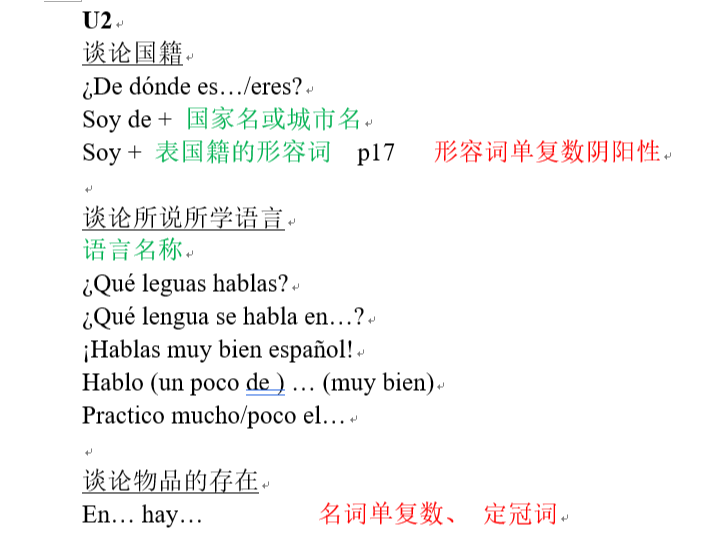 U2
谈论国籍
¿De dónde es…/eres?
Soy de + 国家名或城市名
Soy + 表国籍的形容词 p17 形容词单复数阴阳性
谈论所说所学语言
语言名称
¿Qué leguas hablas?
¿Qué lengua se habla en…?
¡Hablas muy bien español!
Hablo (un poco de ) … (muy bien)
Practico mucho/poco el…
谈论物品的存在
En… hay… 名词单复数、 定冠词